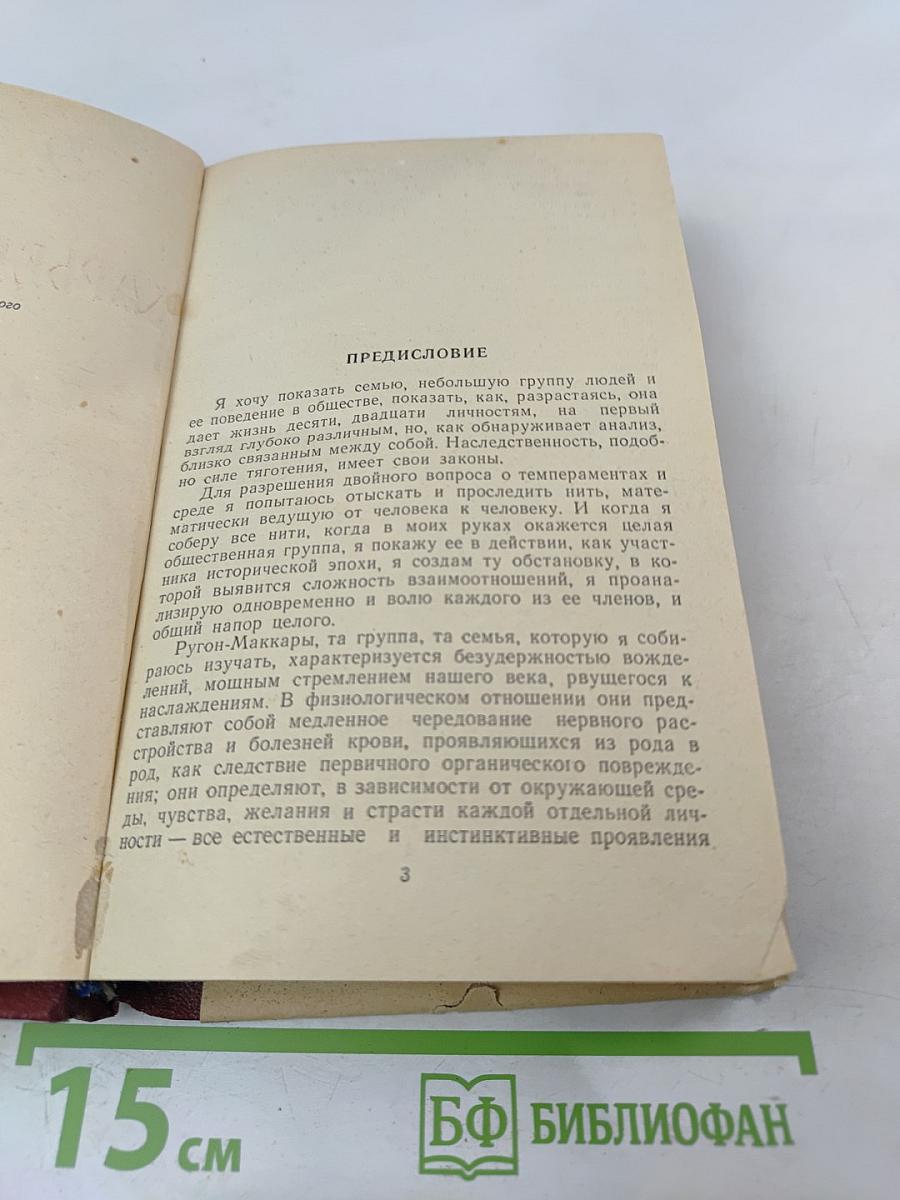 ого
ПРЕДИСЛОВИЕ
Я хочу показать семью, небольшую группу людей и
ее поведение в обществе, показать, как, разрастаясь, она
дает жизнь десяти, двадцати личностям, на первый
взгляд глубоко различным, но, как обнаруживает анализ,
близко связанным между собой. Наследственность, подоб-
но силе тяготения, имеет свои законы.
Для разрешения двойного вопроса о темпераментах и
среде я попытаюсь отыскать и проследить нить, мате-
матически ведущую от человека к человеку. И когда я
соберу все нити, когда в моих руках окажется целая
общественная группа, я покажу ее в действии, как участ-
ника исторической эпохи, я создам ту обстановку, в ко-
торой выявится сложность взаимоотношений, я проана-
лизирую одновременно и волю каждого из ее членов, и
общий напор целого.
Ругон-Маккары, та группа, та семья, которую я соби-
раюсь изучать, характеризуется безудержностью вожде-
лений, мощным стремлением нашего века, рвущегося к
наслаждениям. В физиологическом отношении они пред-
ставляют собой медленное чередование нервного рас-
стройства и болезней крови, проявляющихся из рода в
род, как следствие первичного органического поврежде-
ния; они определяют, в зависимости от окружающей сре-
ды, чувства, желания и страсти каждой отдельной лич-
ности — все естественные и инстинктивные проявления
3
15 см
БФ БИБЛИОФАН